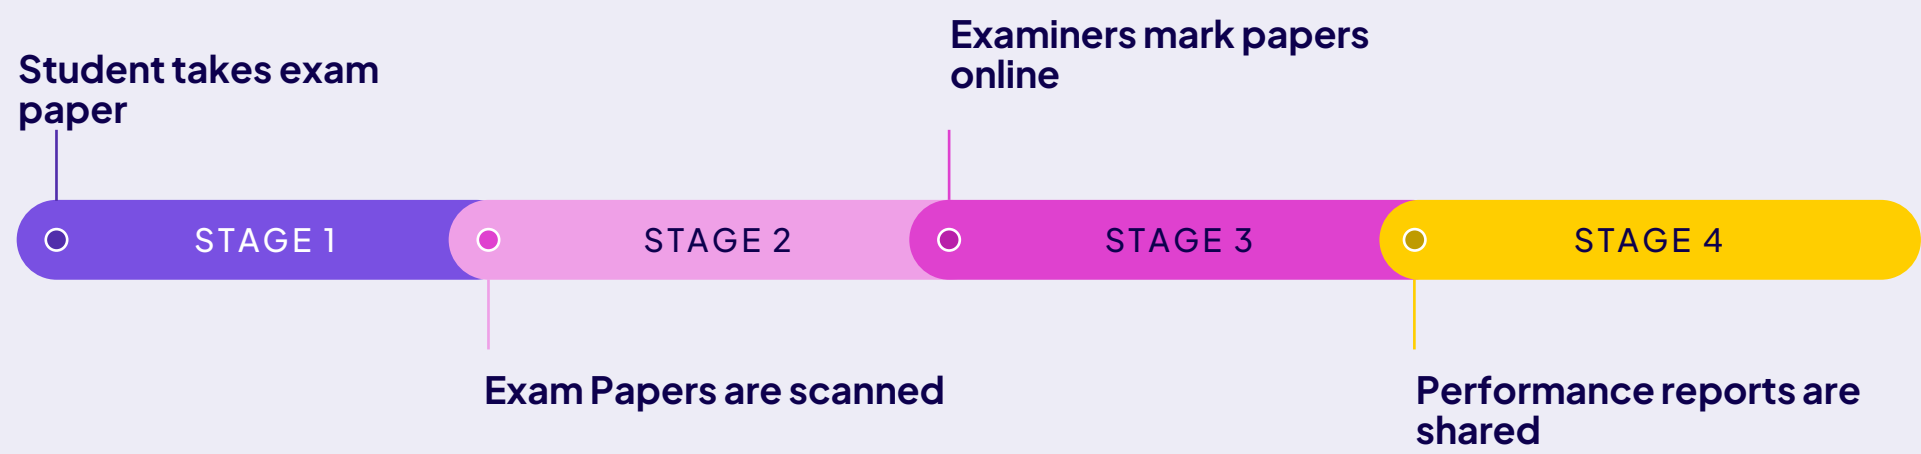 Student takes exam
paper
STAGE 1
Exam Papers are scanned
STAGE 2
Examiners mark papers
online
STAGE 3
Performance reports are
shared
STAGE 4